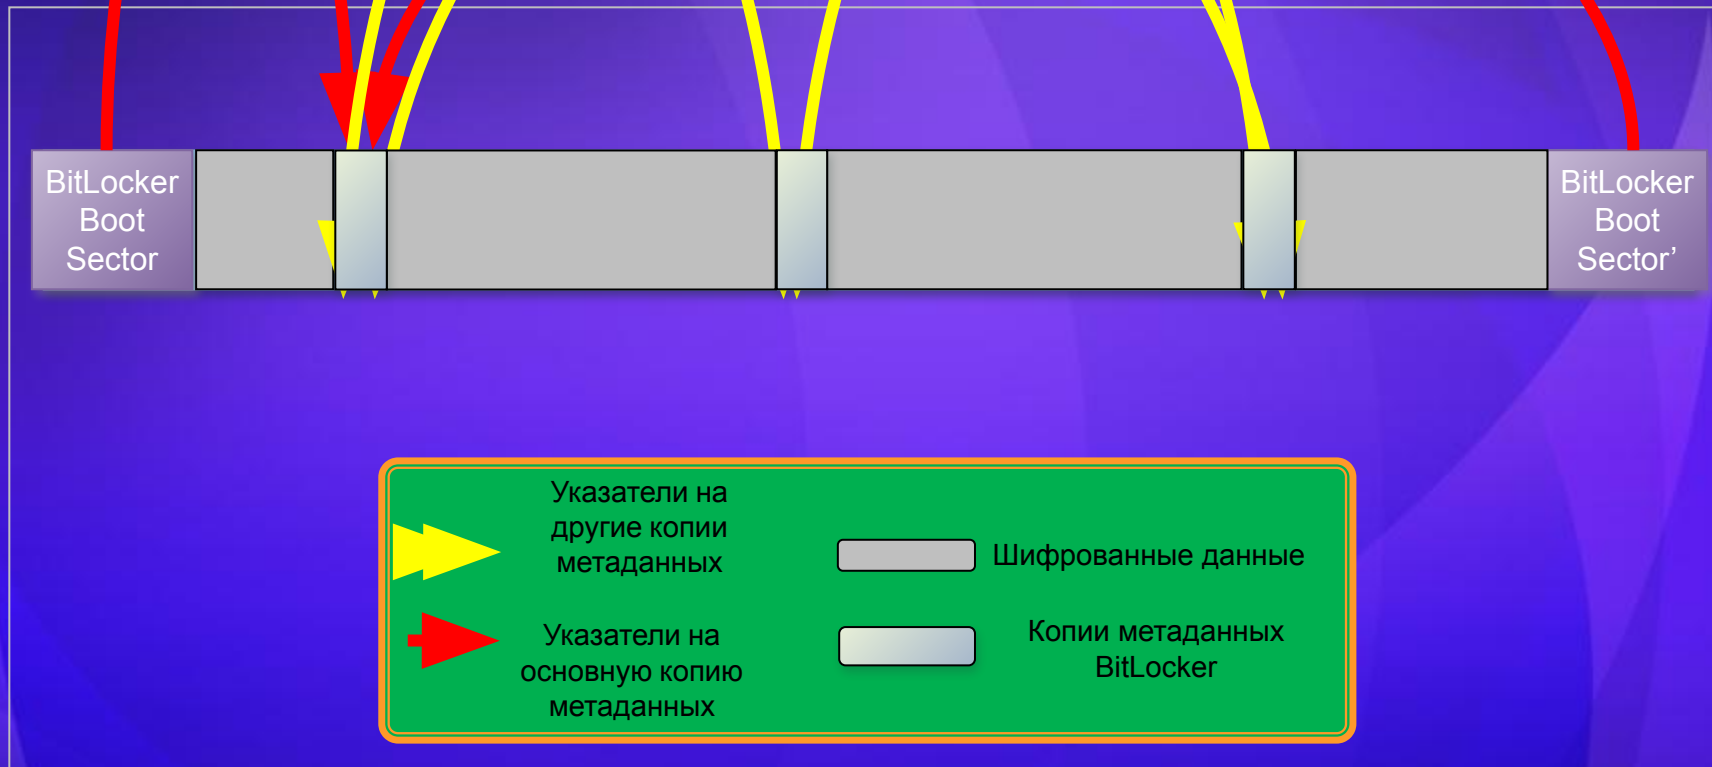 BitLocker
Boot
Sector
BitLocker
Boot
Sector’
Указатели на
другие копии
метаданных
Шифрованные данные
Указатели на
основную копию
метаданных
Копии метаданных
BitLocker